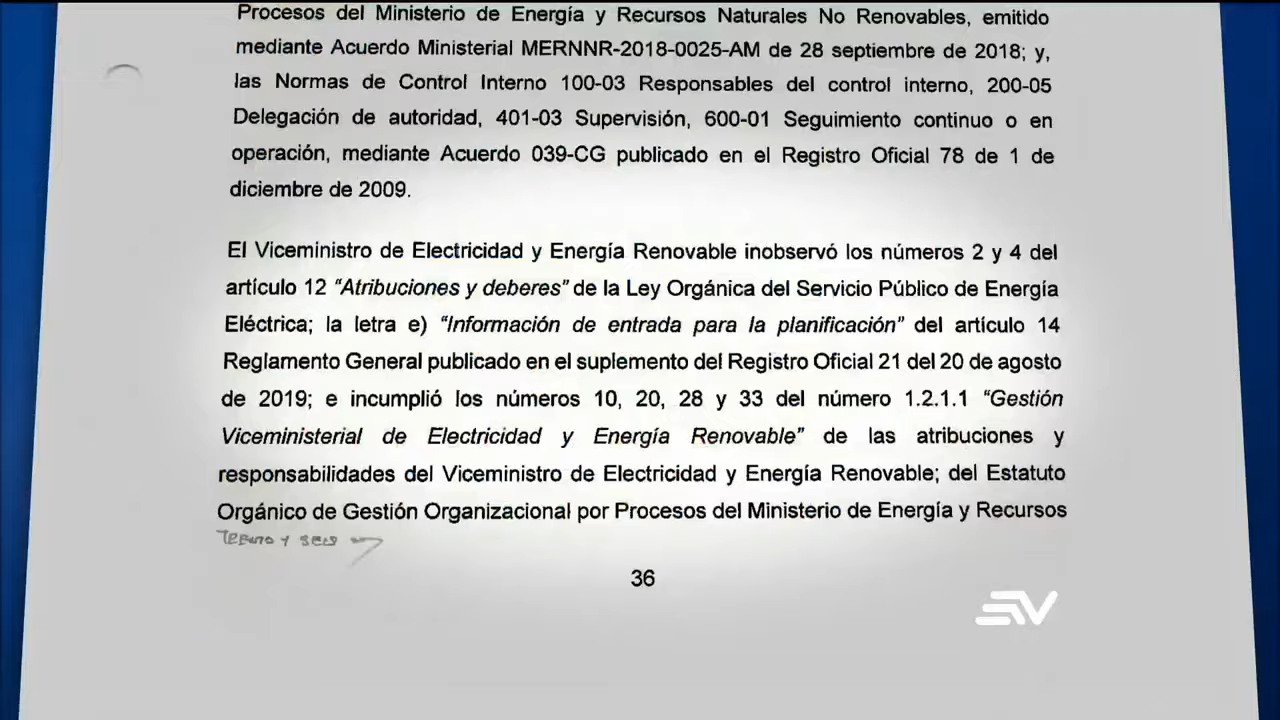 Procesos del Ministerio de Energía y Recursos Naturales No Renovables, emitido
mediante Acuerdo Ministerial MERNNR-2018-0025-AM de 28 septiembre de 2018; y,
las Normas de Control Interno 100-03 Responsables del control interno, 200-05
Delegación de autoridad, 401-03 Supervisión, 600-01 Seguimiento continuo o en
operación, mediante Acuerdo 039-CG publicado en el Registro Oficial 78 de 1 de
diciembre de 2009.
El Viceministro de Electricidad y Energía Renovable inobservó los números 2 y 4 del
artículo 12 “Atribuciones y deberes” de la Ley Orgánica del Servicio Público de Energía
Eléctrica; la letra e) “Información de entrada para la planificación” del artículo 14
Reglamento General publicado en el suplemento del Registro Oficial 21 del 20 de agosto
de 2019; e incumplió los números 10, 20, 28 y 33 del número 1.2.1.1 “Gestión
Viceministerial de Electricidad y Energía Renovable” de las atribuciones y
responsabilidades del Viceministro de Electricidad y Energía Renovable; del Estatuto
Orgánico de Gestión Organizacional por Procesos del Ministerio de Energía y Recursos
36